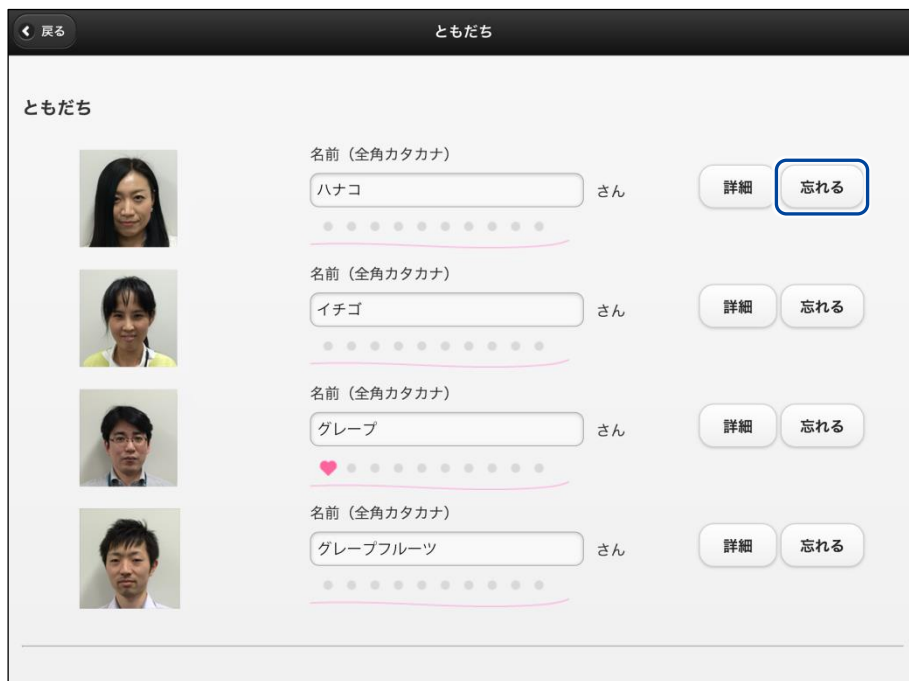 戻る
ともだち
ともだち
名前（全角カタカナ）
ハナコ さん 詳細 忘れる
名前（全角カタカナ）
イチゴ さん 詳細 忘れる
名前（全角カタカナ）
グレープ さん 詳細 忘れる
名前（全角カタカナ）
グレープフルーツ さん 詳細 忘れる